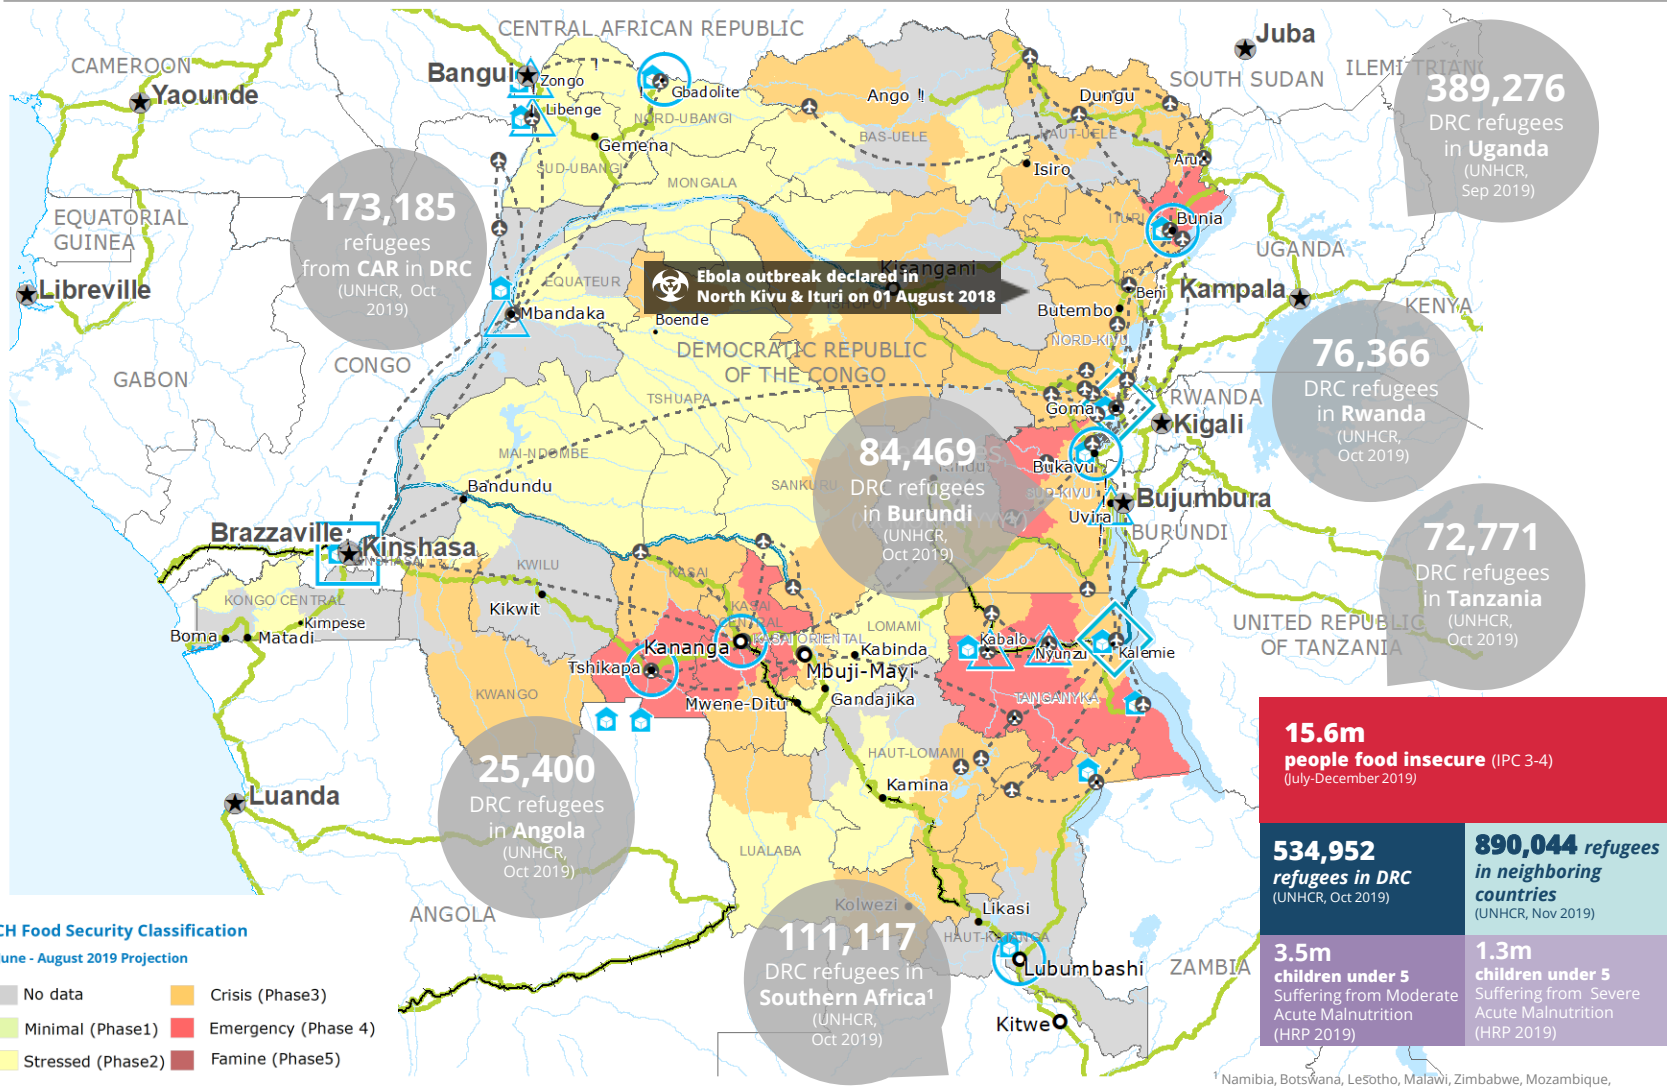 CENTRAL AFRICAN REPUBLIC
Juba
SOUTH SUDAN
CAMEROON
Yaounde
Bangui
Zongo
Libenge
Gbadolite
NORD-UBANGI
Gemena
SUD-UBANGI
MONGALA
Ango
BAS-UELE
Dungu
HAUT-UELE
Isiro
Aru
ITURI
Bunia
389,276
DRC refugees
in Uganda
(UNHCR,
Sep 2019)
173,185
refugees
from CAR in DRC
(UNHCR, Oct
2019)
EQUATORIAL
GUINEA
Libreville
GABON
CONGO
EQUATEUR
Mbandaka
Boende
Kisangani
Ebola outbreak declared in
North Kivu & Ituri on 01 August 2018
Beni
Butembo
NORD-KIVU
UGANDA
Kampala
KENYA
DEMOCRATIC REPUBLIC
OF THE CONGO
TSHUAPA
Goma
RWANDA
Kigali
76,366
DRC refugees
in Rwanda
(UNHCR,
Oct 2019)
MAI-NDOMBE
Bandundu
SANKURU
84,469
DRC refugees
in Burundi
(UNHCR,
Oct 2019)
Bukavu
SUD-KIVU
Uvira
Bujumbura
BURUNDI
72,771
DRC refugees
in Tanzania
(UNHCR,
Oct 2019)
UNITED REPUBLIC
OF TANZANIA
Brazzaville
Kinshasa
KONGO CENTRAL
Kimpese
Boma
Matadi
KWILU
Kikwit
KWANGO
KASAI
KASAI
CENTRAL
KASAI ORIENTAL
Kananga
Tshikapa
Mbuji-Mayi
Mwene-Ditu
LOMAMI
Kabinda
Gandajika
Kabalo
Nyunzu
Kalemie
TANGANYKA
HAUT-LOMAMI
Kamina
LUALABA
Luanda
25,400
DRC refugees
in Angola
(UNHCR,
Oct 2019)
ANGOLA
Kolwezi
Likasi
HAUT-KATANGA
Lubumbashi
Kitwe
ZAMBIA
111,117
DRC refugees in
Southern Africa¹
(UNHCR,
Oct 2019)
15.6m
people food insecure (IPC 3-4)
(July-December 2019)
534,952
refugees in DRC
(UNHCR, Oct 2019)
890,044 refugees
in neighboring
countries
(UNHCR, Nov 2019)
3.5m
children under 5
Suffering from Moderate
Acute Malnutrition
(HRP 2019)
1.3m
children under 5
Suffering from Severe
Acute Malnutrition
(HRP 2019)
CH Food Security Classification
June - August 2019 Projection
No data
Minimal (Phase1)
Stressed (Phase2)
Crisis (Phase3)
Emergency (Phase 4)
Famine (Phase5)
¹ Namibia, Botswana, Lesotho, Malawi, Zimbabwe, Mozambique,